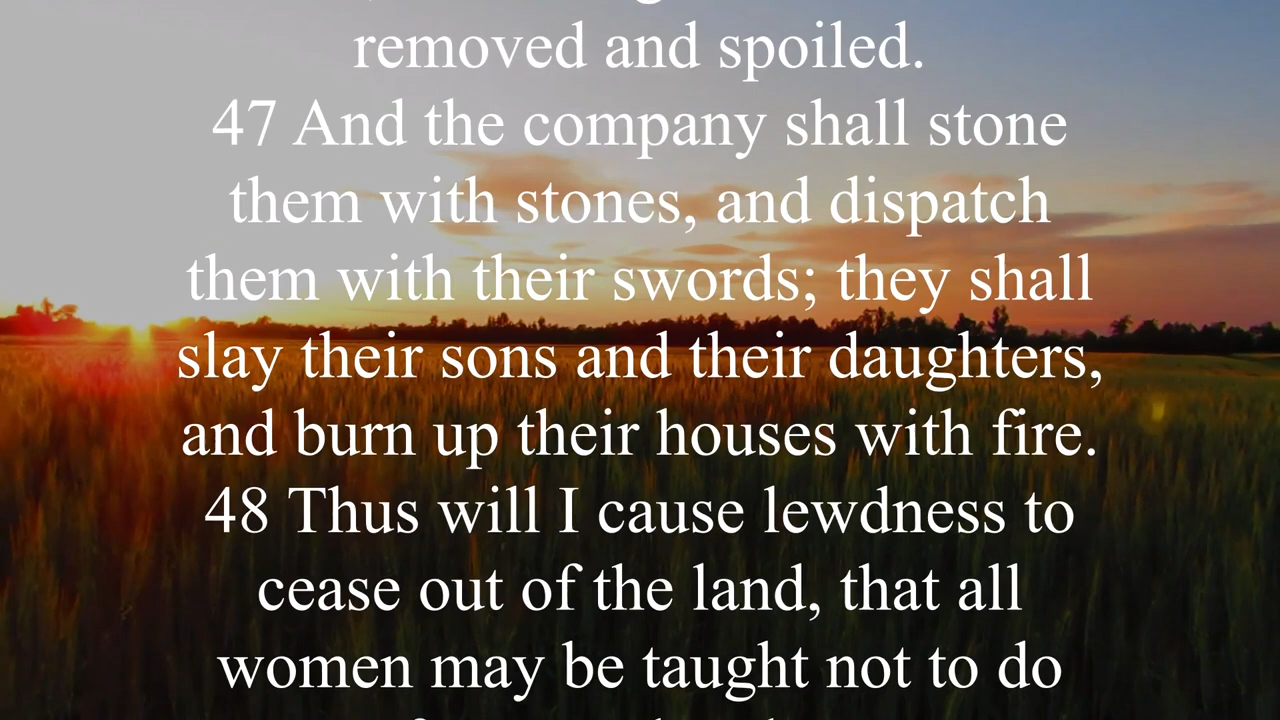 removed and spoiled.
47 And the company shall stone
them with stones, and dispatch
them with their swords; they shall
slay their sons and their daughters,
and burn up their houses with fire.
48 Thus will I cause lewdness to
cease out of the land, that all
women may be taught not to do